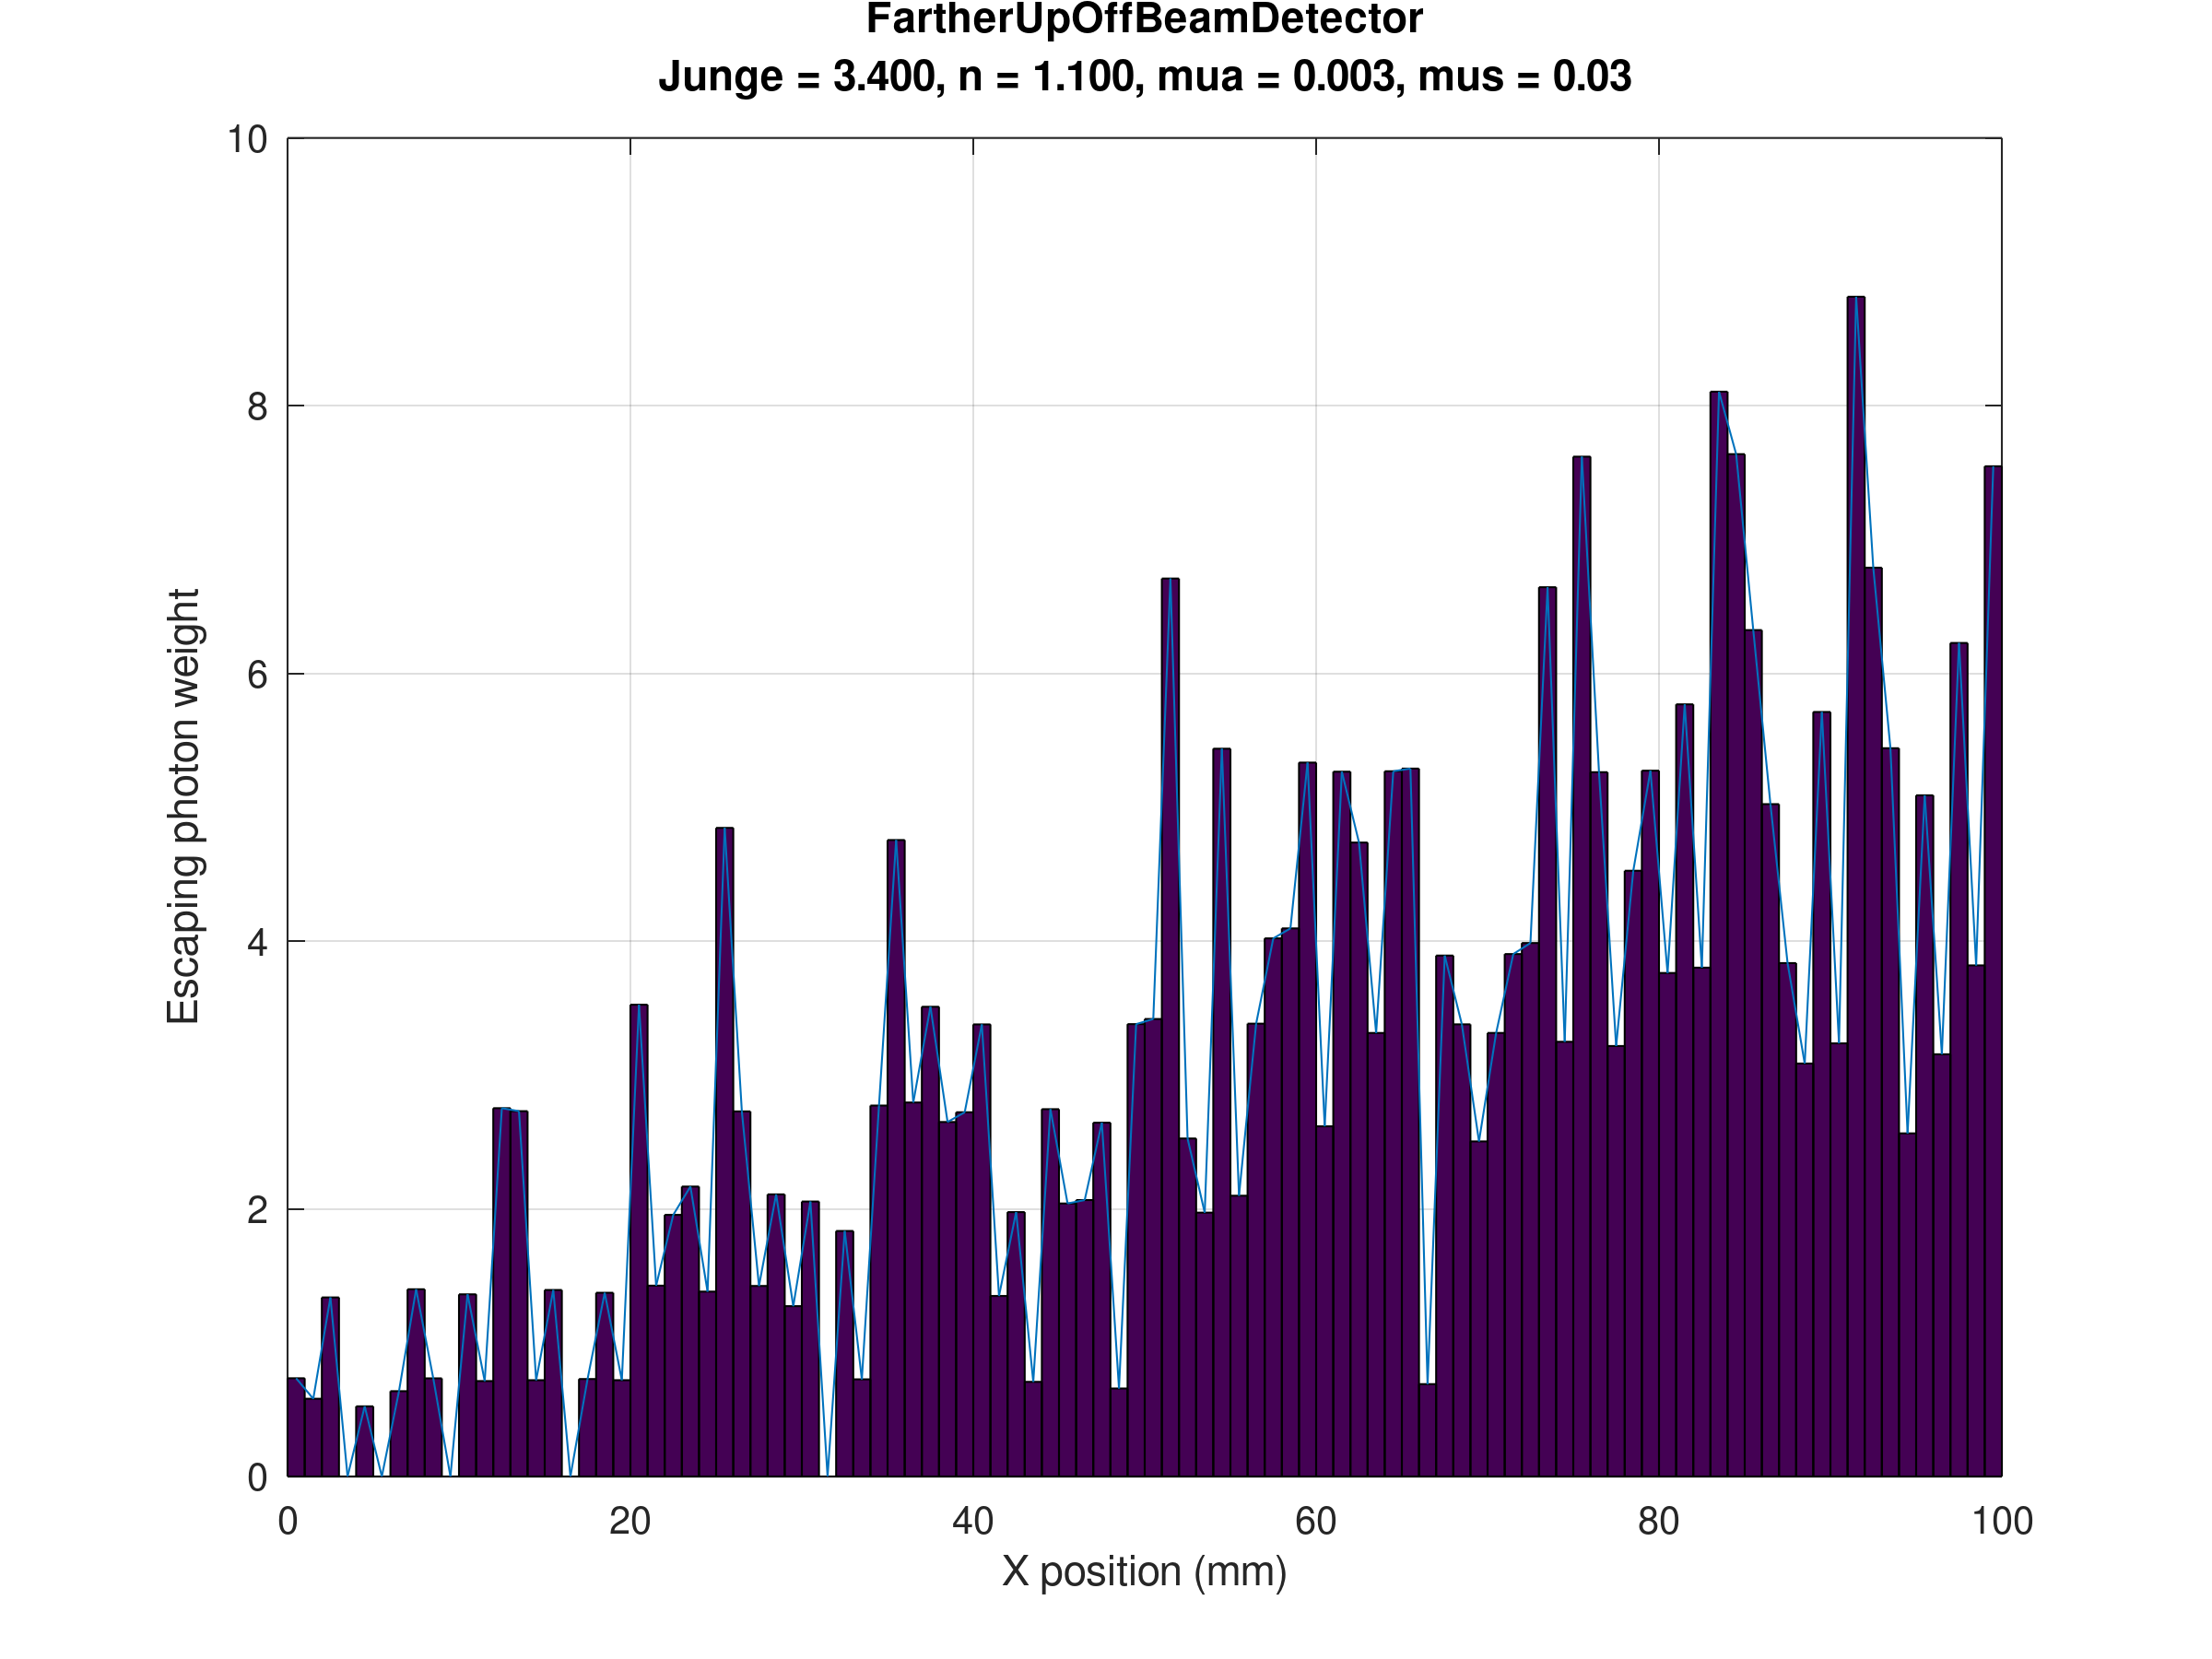 FartherUpOffBeamDetector
Junge = 3.400, n = 1.100, mua = 0.003, mus = 0.03
10
8
6
4
2
0
Escaping photon weight
0 20 40 60 80 100
X position (mm)